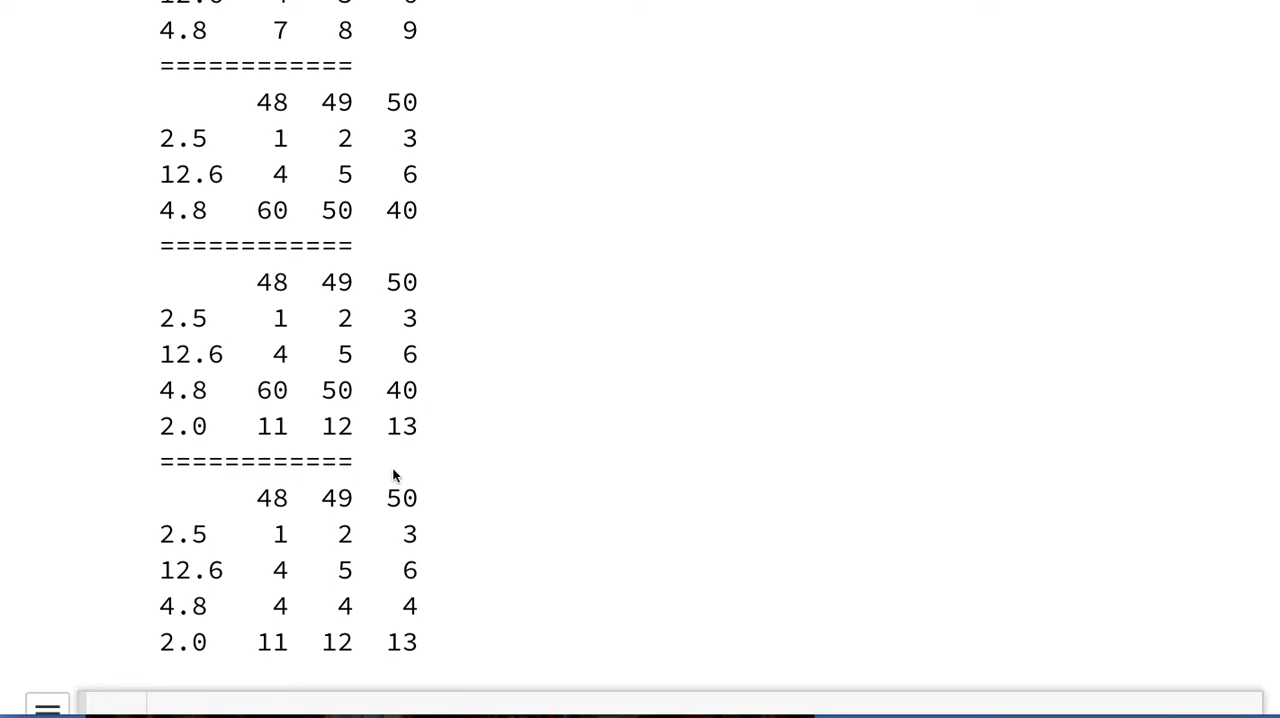 4.8 7 8 9
============
48 49 50
2.5 1 2 3
12.6 4 5 6
4.8 60 50 40
============
48 49 50
2.5 1 2 3
12.6 4 5 6
4.8 60 50 40
2.0 11 12 13
============
48 49 50
2.5 1 2 3
12.6 4 5 6
4.8 4 4 4
2.0 11 12 13